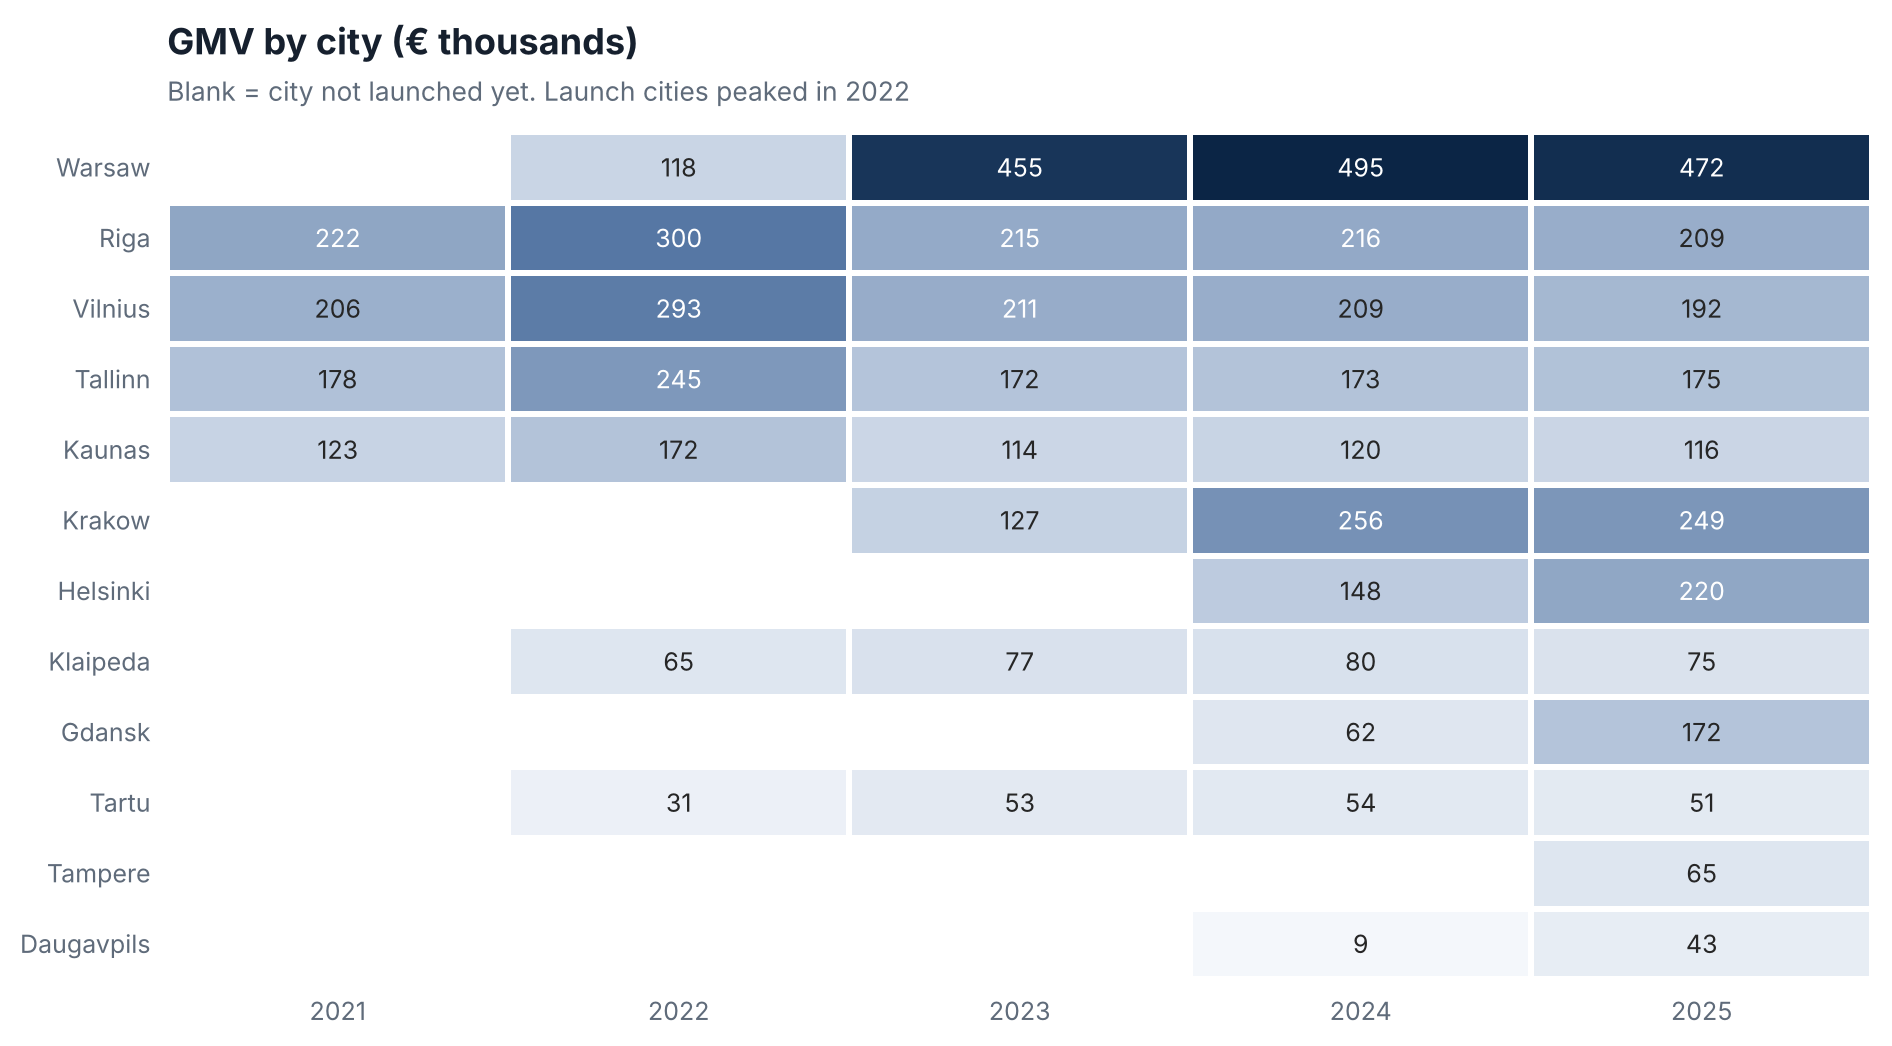 GMV by city (€ thousands)
Blank = city not launched yet. Launch cities peaked in 2022
Warsaw 118 455 495 472
Riga 222 300 215 216 209
Vilnius 206 293 211 209 192
Tallinn 178 245 172 173 175
Kaunas 123 172 114 120 116
Krakow 127 256 249
Helsinki 148 220
Klaipeda 65 77 80 75
Gdansk 62 172
Tartu 31 53 54 51
Tampere 65
Daugavpils 9 43
2021 2022 2023 2024 2025